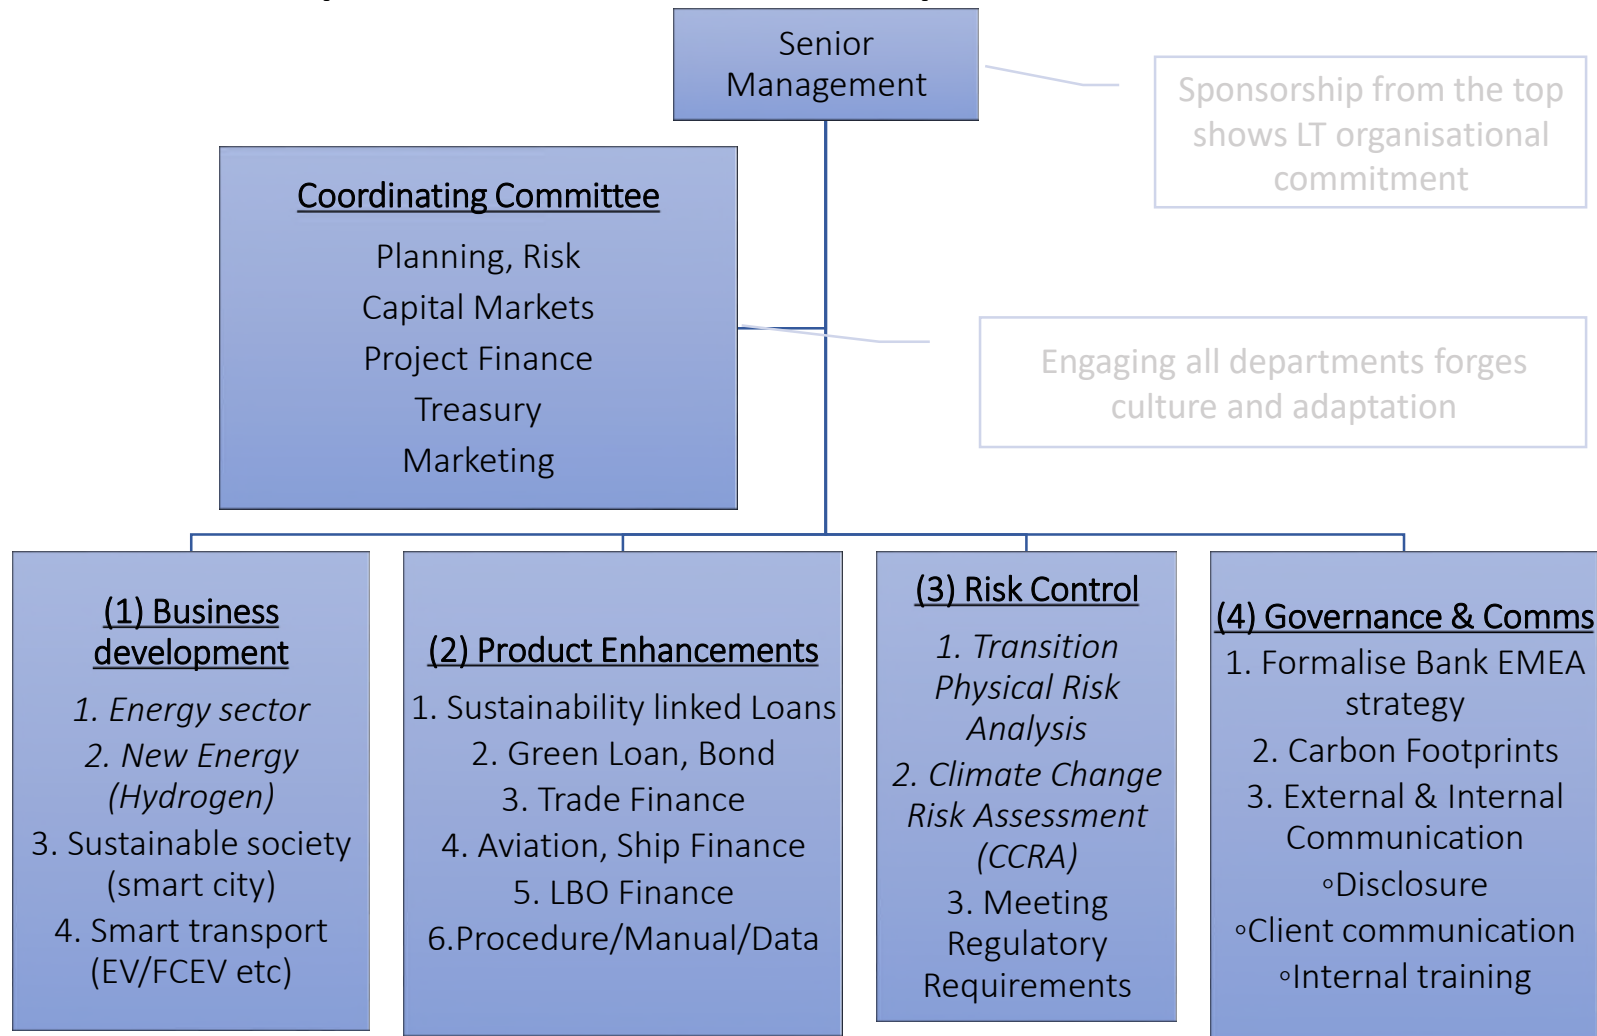 Senior
Management
Sponsorship from the top
shows LT organisational
commitment
Coordinating Committee
Planning, Risk
Capital Markets
Project Finance
Treasury
Marketing
Engaging all departments forges
culture and adaptation
(1) Business
development
1. Energy sector
2. New Energy
(Hydrogen)
3. Sustainable society
(smart city)
4. Smart transport
(EV/FCEV etc)
(2) Product Enhancements
1. Sustainability linked Loans
2. Green Loan, Bond
3. Trade Finance
4. Aviation, Ship Finance
5. LBO Finance
6.Procedure/Manual/Data
(3) Risk Control
1. Transition
Physical Risk
Analysis
2. Climate Change
Risk Assessment
(CCRA)
3. Meeting
Regulatory
Requirements
(4) Governance & Comms
1. Formalise Bank EMEA
strategy
2. Carbon Footprints
3. External & Internal
Communication
◦Disclosure
◦Client communication
◦Internal training